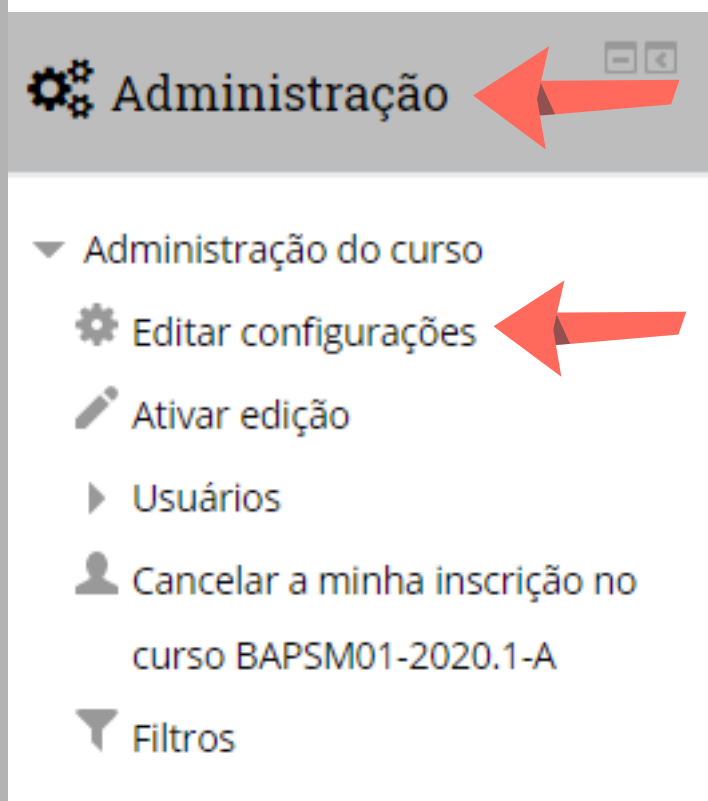 Administração
Administração do curso
Editar configurações
Ativar edição
Usuários
Cancelar a minha inscrição no
curso BAPSM01-2020.1-A
Filtros